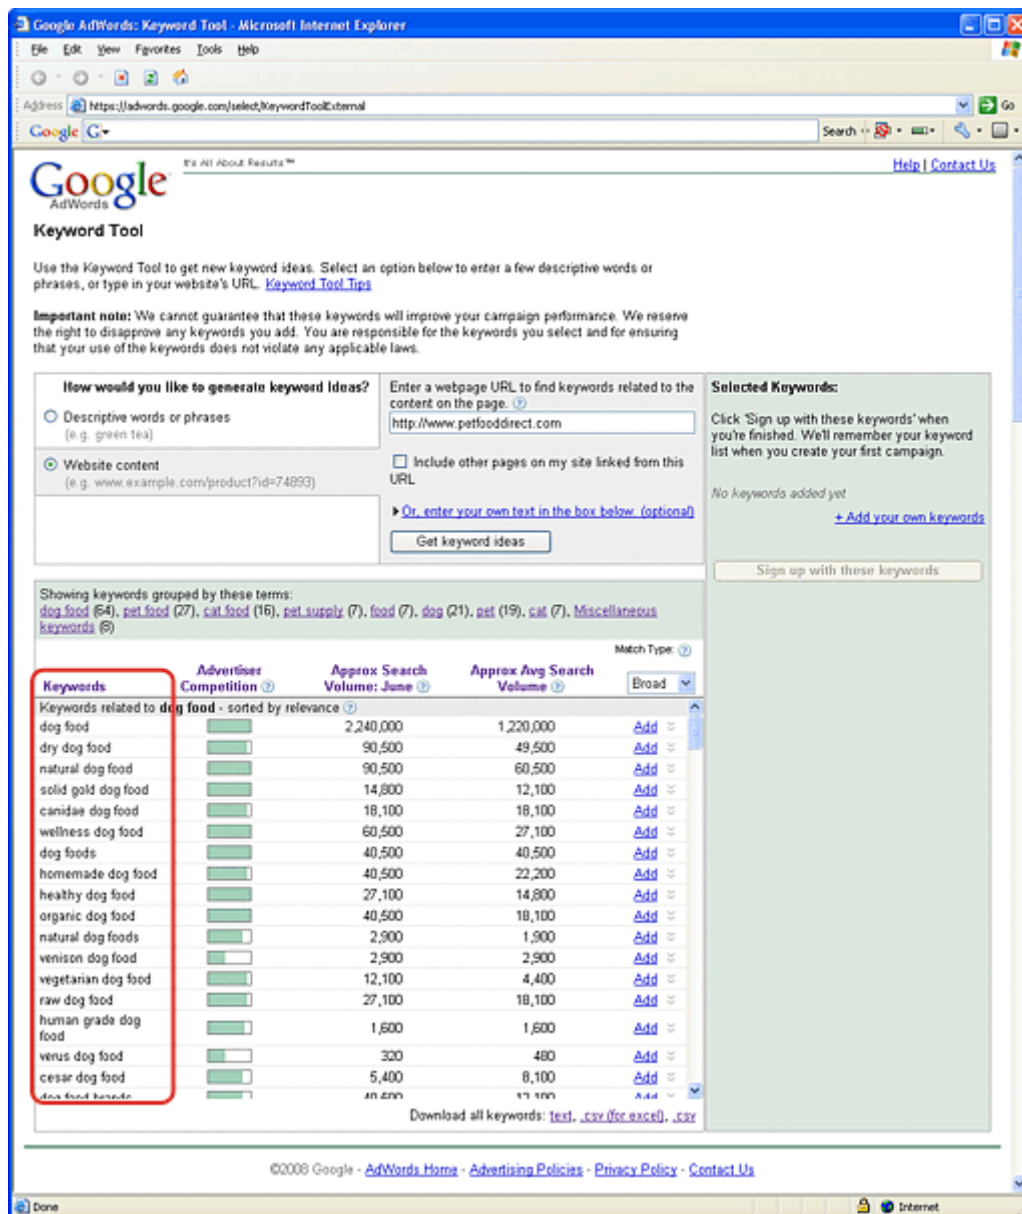 Google AdWords: Keyword Tool - Microsoft Internet Explorer
File Edit View Favorites Tools Help
Address https://adwords.google.com/select/KeywordToolExternal Go
Google G Search
Google AdWords It's All About Results™ Help | Contact Us
Keyword Tool
Use the Keyword Tool to get new keyword ideas. Select an option below to enter a few descriptive words or
phrases, or type in your website's URL. Keyword Tool Tips
Important note: We cannot guarantee that these keywords will improve your campaign performance. We reserve
the right to disapprove any keywords you add. You are responsible for the keywords you select and for ensuring
that your use of the keywords does not violate any applicable laws.
How would you like to generate keyword ideas?
Descriptive words or phrases
(e.g. green tea)
Website content
(e.g. www.example.com/product?id=74893)
Enter a webpage URL to find keywords related to the
content on the page. ?
http://www.petfooddirect.com
Include other pages on my site linked from this
URL
Or, enter your own text in the box below. (optional)
Get keyword ideas
Selected Keywords:
Click 'Sign up with these keywords' when
you're finished. We'll remember your keyword
list when you create your first campaign.
No keywords added yet
+ Add your own keywords
Sign up with these keywords
Showing keywords grouped by these terms:
dog food (64), pet food (27), cat food (16), pet supply (7), food (7), dog (21), pet (19), cat (7), Miscellaneous
keywords (8)
Match Type: ?
Keywords Advertiser Competition ? Approx Search Volume: June ? Approx Avg Search Volume ? Broad
Keywords related to dog food - sorted by relevance ?
dog food 2,240,000 1,220,000 Add
dry dog food 90,500 49,500 Add
natural dog food 90,500 60,500 Add
solid gold dog food 14,800 12,100 Add
canidae dog food 18,100 18,100 Add
wellness dog food 60,500 27,100 Add
dog foods 40,500 40,500 Add
homemade dog food 40,500 22,200 Add
healthy dog food 27,100 14,800 Add
organic dog food 40,500 18,100 Add
natural dog foods 2,900 1,900 Add
venison dog food 2,900 2,900 Add
vegetarian dog food 12,100 4,400 Add
raw dog food 27,100 18,100 Add
human grade dog
food 1,600 1,600 Add
verus dog food 320 480 Add
cesar dog food 5,400 8,100 Add
dog food brands 40,500 12,100 Add
Download all keywords: text, .csv (for excel), .csv
©2008 Google - AdWords Home - Advertising Policies - Privacy Policy - Contact Us
Done Internet